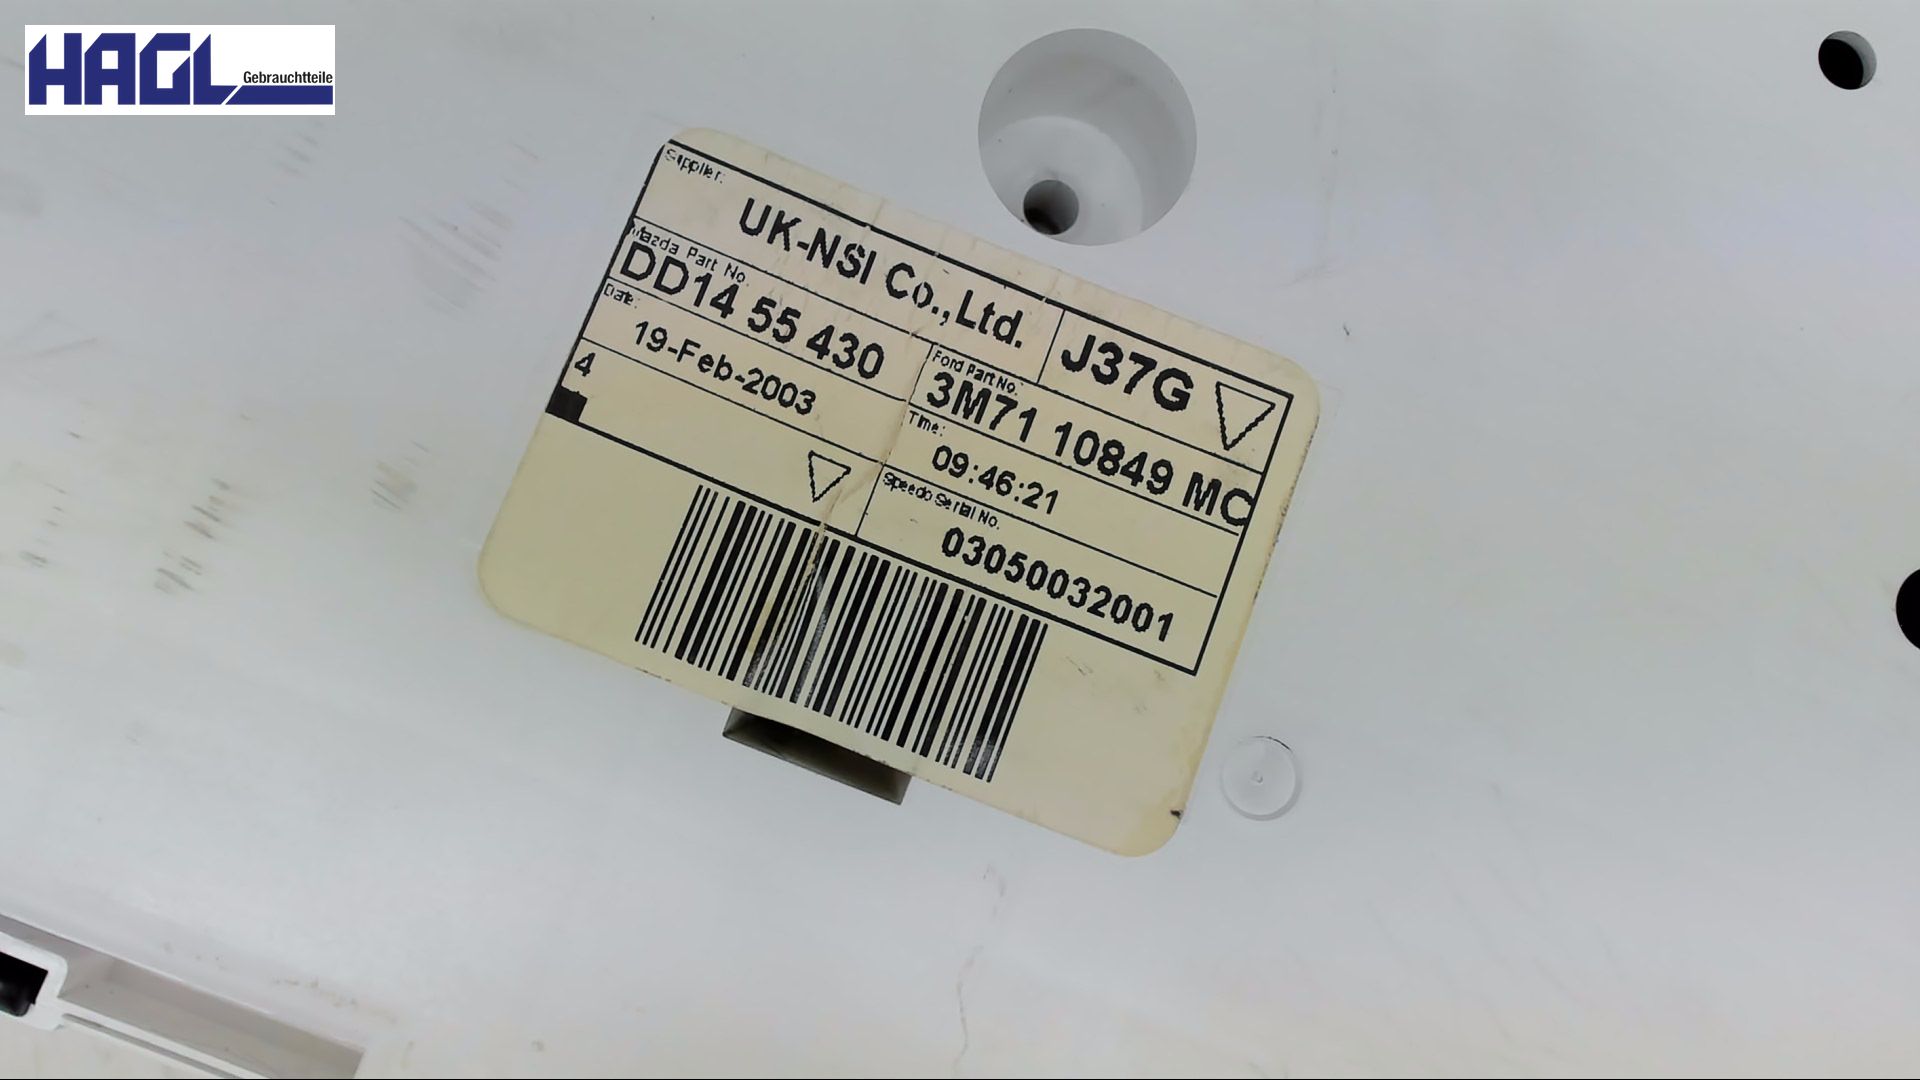 HAGL
Gebrauchtteile
Supplier:
UK-NSI Co.,Ltd.
J37G
Mazda Part No.
DD14 55 430
Ford Part No.:
3M71 10849 MC
Date:
19-Feb-2003
Time:
09:46:21
4
Speedo Serial No.
03050032001